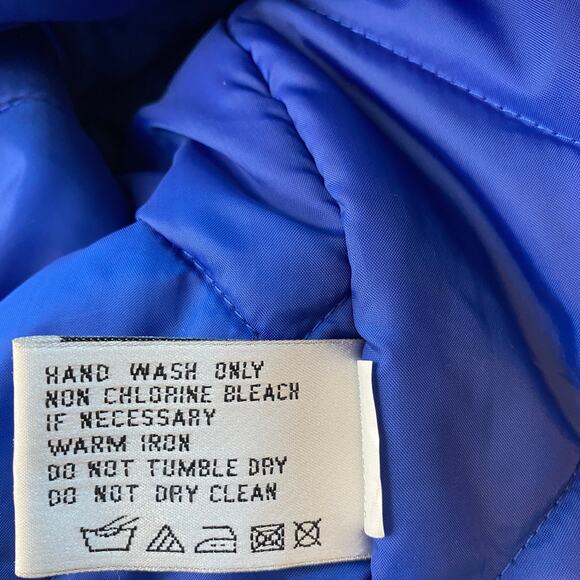 HAND WASH ONLY
NON CHLORINE BLEACH
IF NECESSARY
WARM IRON
DO NOT TUMBLE DRY
DO NOT DRY CLEAN